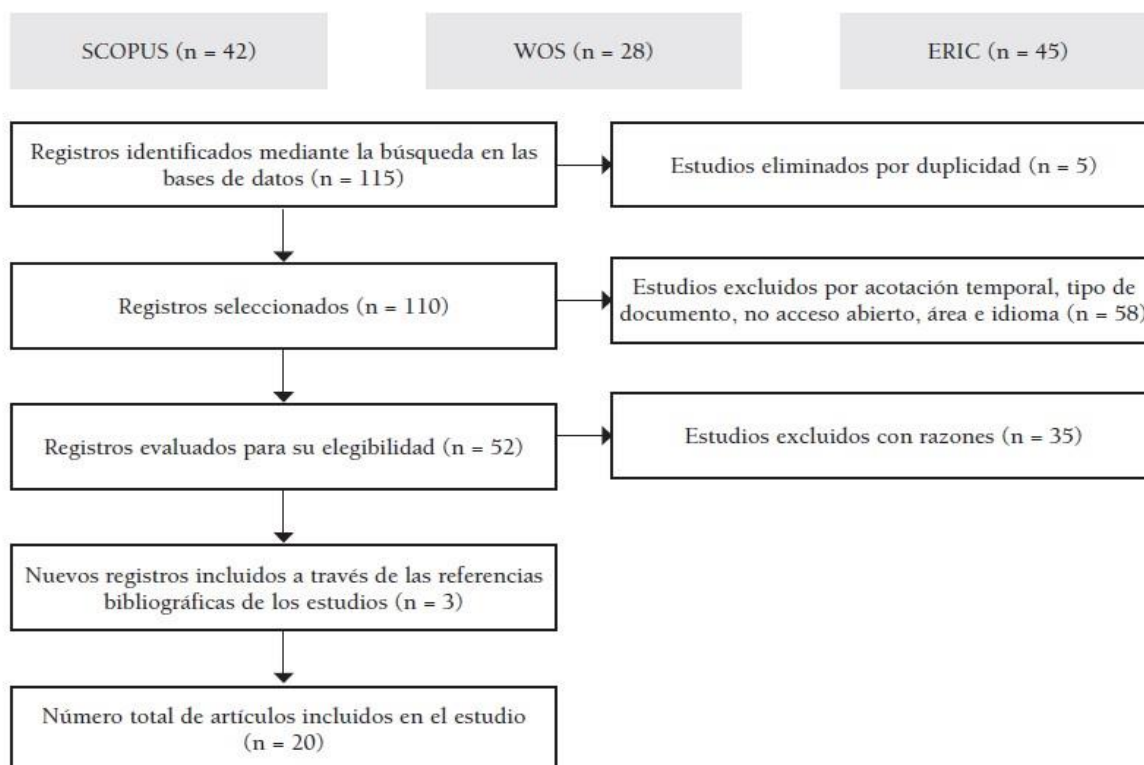 SCOPUS (n = 42)
WOS (n = 28)
ERIC (n = 45)
Registros identificados mediante la búsqueda en las
bases de datos (n = 115)
Estudios eliminados por duplicidad (n = 5)
Registros seleccionados (n = 110)
Estudios excluidos por acotación temporal, tipo de
documento, no acceso abierto, área e idioma (n = 58)
Registros evaluados para su elegibilidad (n = 52)
Estudios excluidos con razones (n = 35)
Nuevos registros incluidos a través de las referencias
bibliográficas de los estudios (n = 3)
Número total de artículos incluidos en el estudio
(n = 20)